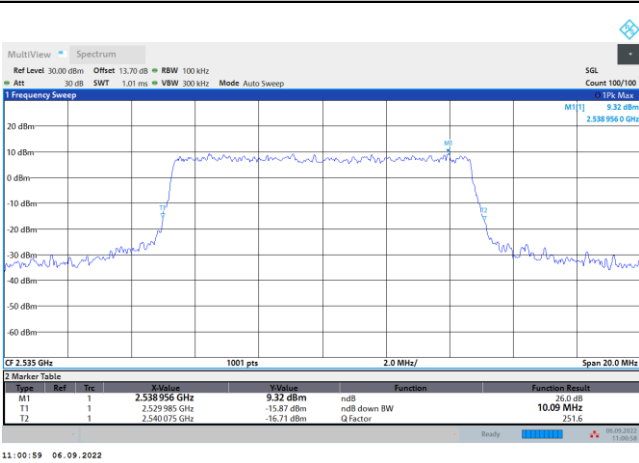 MultiView Spectrum
Ref Level 30.00 dBm Offset 13.70 dB RBW 100 kHz SGL
Att 30 dB SWT 1.01 ms VBW 300 kHz Mode Auto Sweep Count 100/100
1 Frequency Sweep 1Pk Max
M1[1] 9.32 dBm
2.538 956 0 GHz
20 dBm
M1
10 dBm
0 dBm
-10 dBm
T1
T2
-20 dBm
-30 dBm
-40 dBm
-50 dBm
-60 dBm
CF 2.535 GHz 1001 pts 2.0 MHz/ Span 20.0 MHz
2 Marker Table
Type Ref Trc X-Value Y-Value Function Function Result
M1 1 2.538 956 GHz 9.32 dBm ndB 26.0 dB
T1 1 2.529 985 GHz -15.87 dBm ndB down BW 10.09 MHz
T2 1 2.540 075 GHz -16.71 dBm Q Factor 251.6
Ready 06.09.2022
11:00:58
11:00:59 06.09.2022